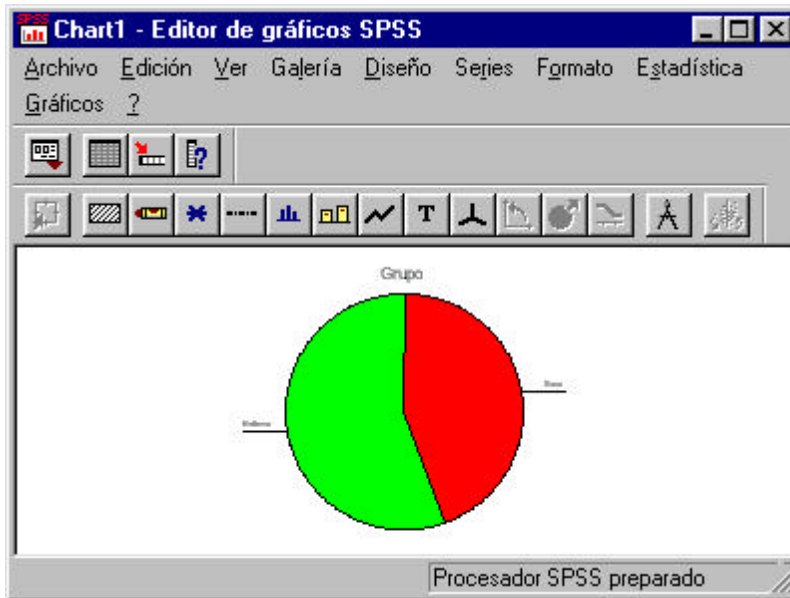 SPSS
Chart1 - Editor de gráficos SPSS
Archivo Edición Ver Galería Diseño Series Formato Estadística
Gráficos ?
T
Grupo
Procesador SPSS preparado